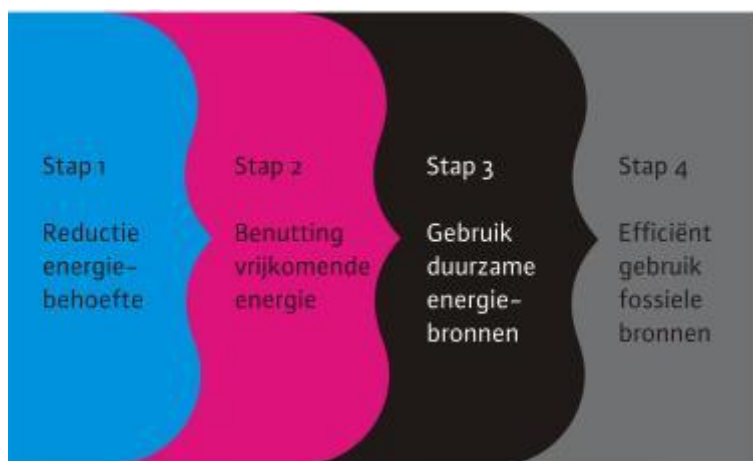 Stap 1
Reductie
energie-
behoefte
Stap 2
Benutting
vrijkomende
energie
Stap 3
Gebruik
duurzame
energie-
bronnen
Stap 4
Efficiënt
gebruik
fossiele
bronnen